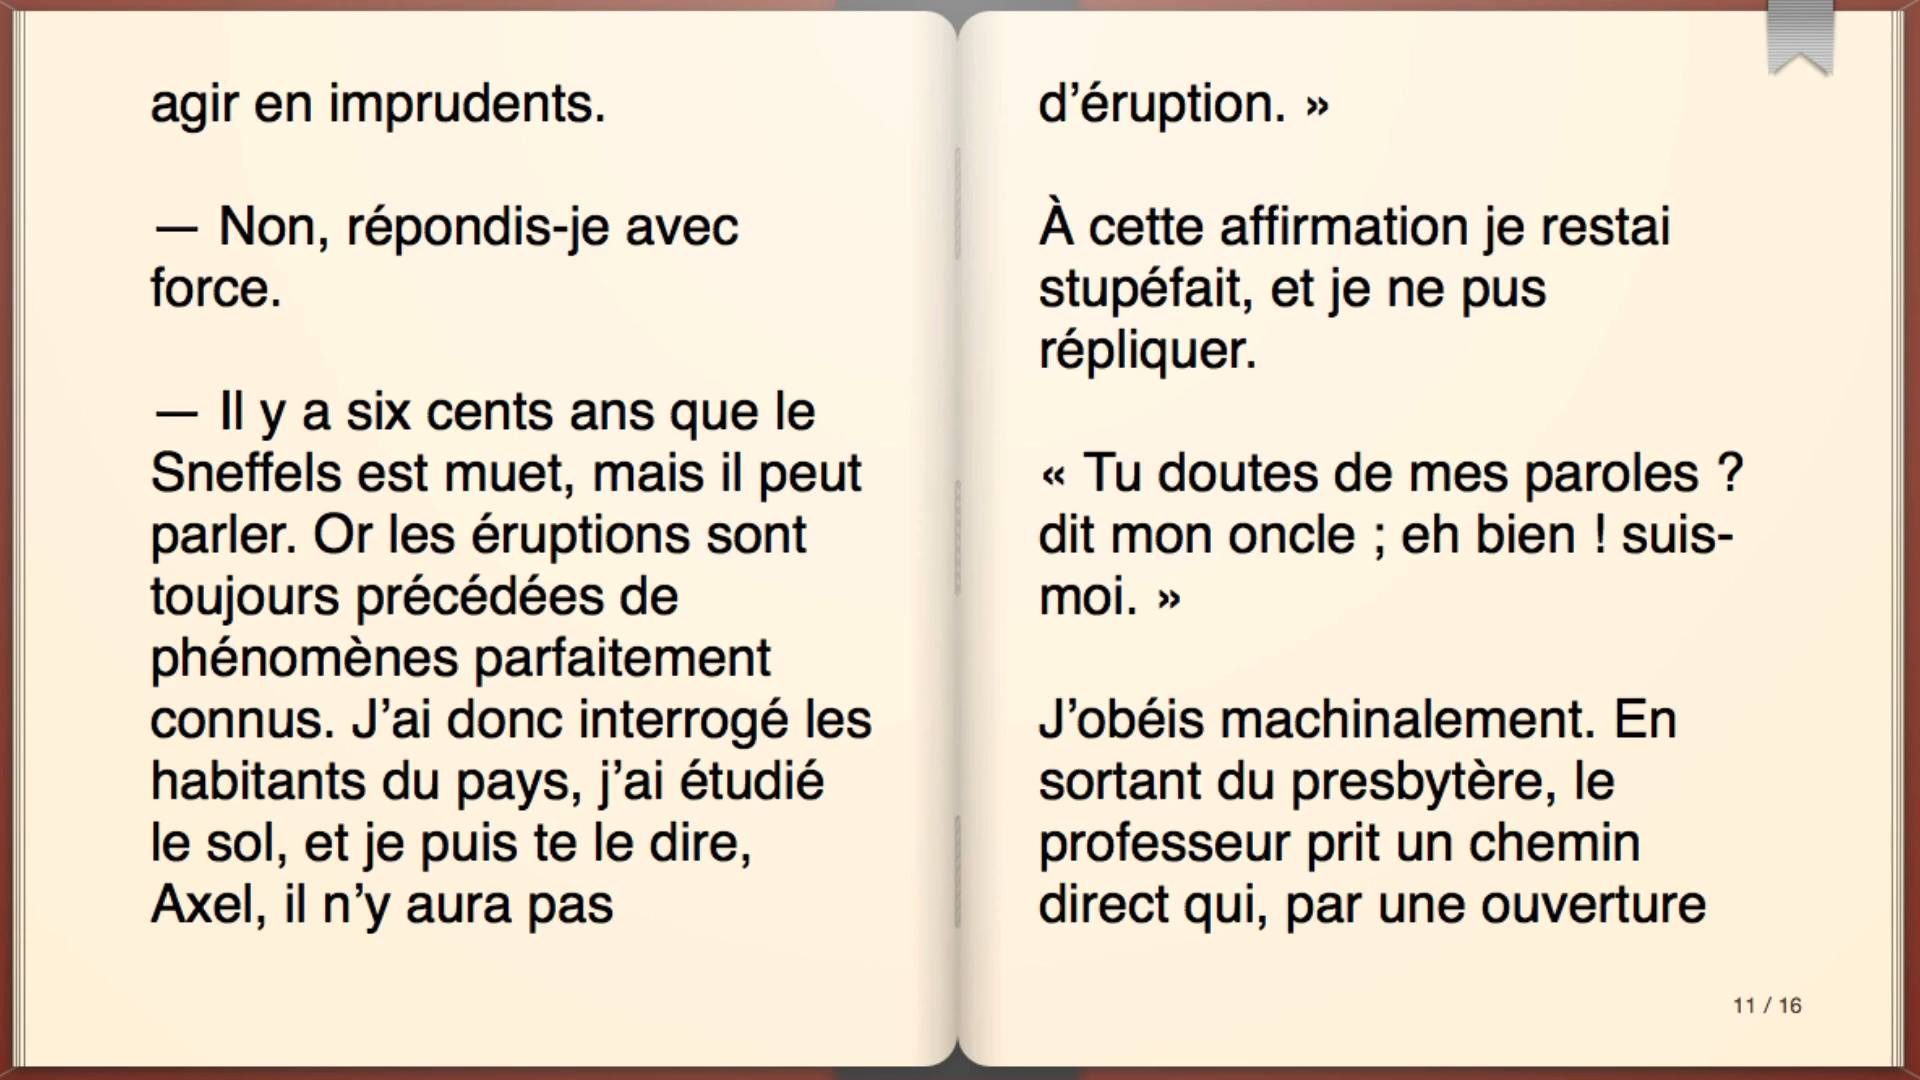 agir en imprudents.
— Non, répondis-je avec
force.
— Il y a six cents ans que le
Sneffels est muet, mais il peut
parler. Or les éruptions sont
toujours précédées de
phénomènes parfaitement
connus. J’ai donc interrogé les
habitants du pays, j’ai étudié
le sol, et je puis te le dire,
Axel, il n’y aura pas
d’éruption. »
À cette affirmation je restai
stupéfait, et je ne pus
répliquer.
« Tu doutes de mes paroles ?
dit mon oncle ; eh bien ! suis-
moi. »
J’obéis machinalement. En
sortant du presbytère, le
professeur prit un chemin
direct qui, par une ouverture
11 / 16